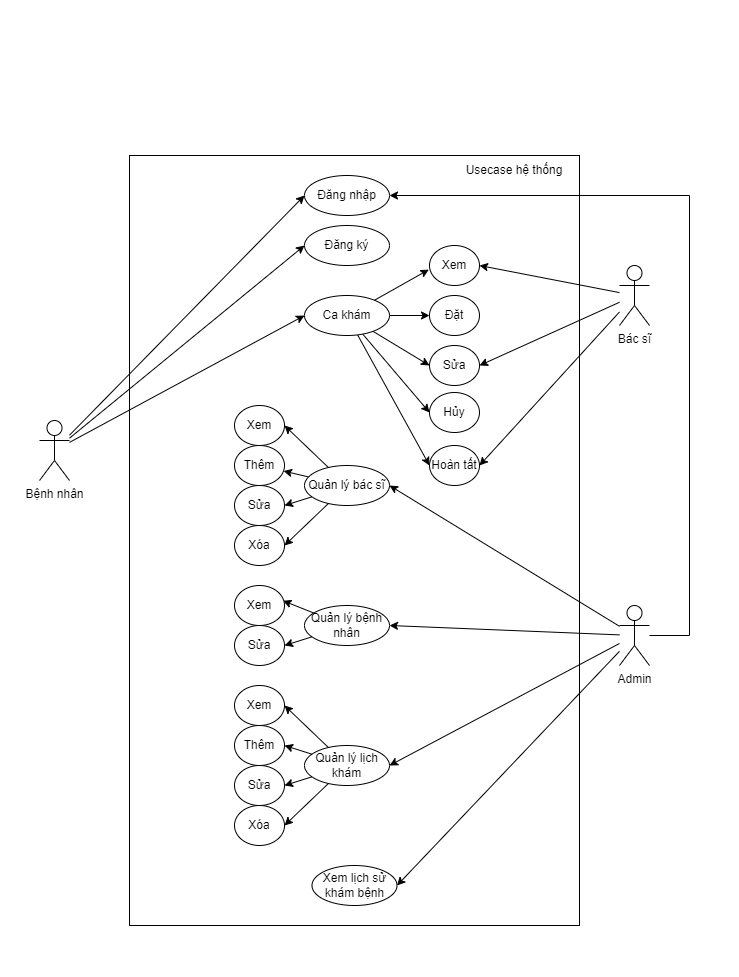 Usecase hệ thống
Đăng nhập
Đăng ký
Xem
Ca khám
Đặt
Bác sĩ
Sửa
Hủy
Xem
Hoàn tất
Thêm
Quản lý bác sĩ
Bệnh nhân
Sửa
Xóa
Xem
Quản lý bệnh
nhân
Sửa
Admin
Xem
Thêm
Quản lý lịch
khám
Sửa
Xóa
Xem lịch sử
khám bệnh